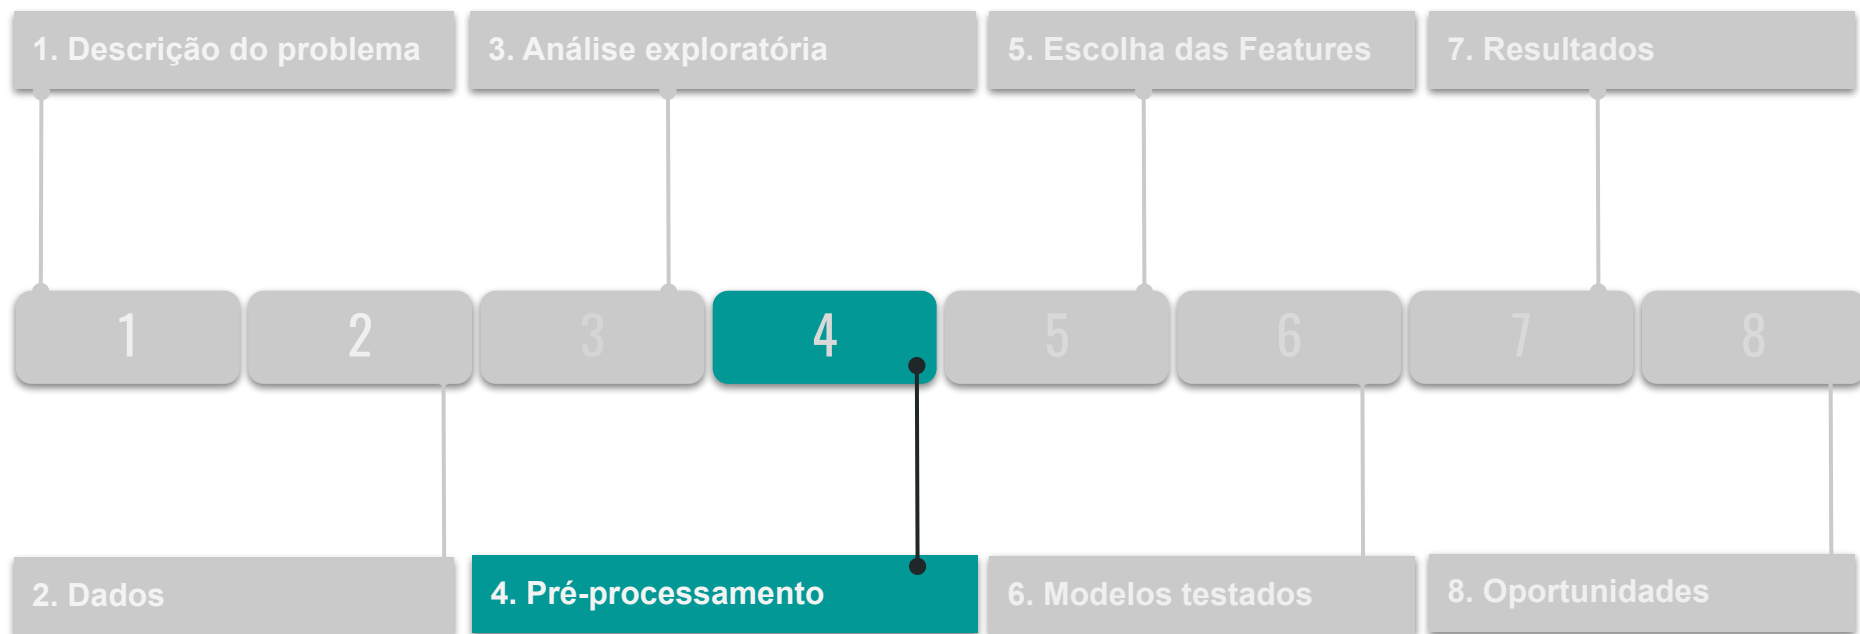 1. Descrição do problema
3. Análise exploratória
5. Escolha das Features
7. Resultados
1
2
3
4
5
6
7
8
2. Dados
4. Pré-processamento
6. Modelos testados
8. Oportunidades